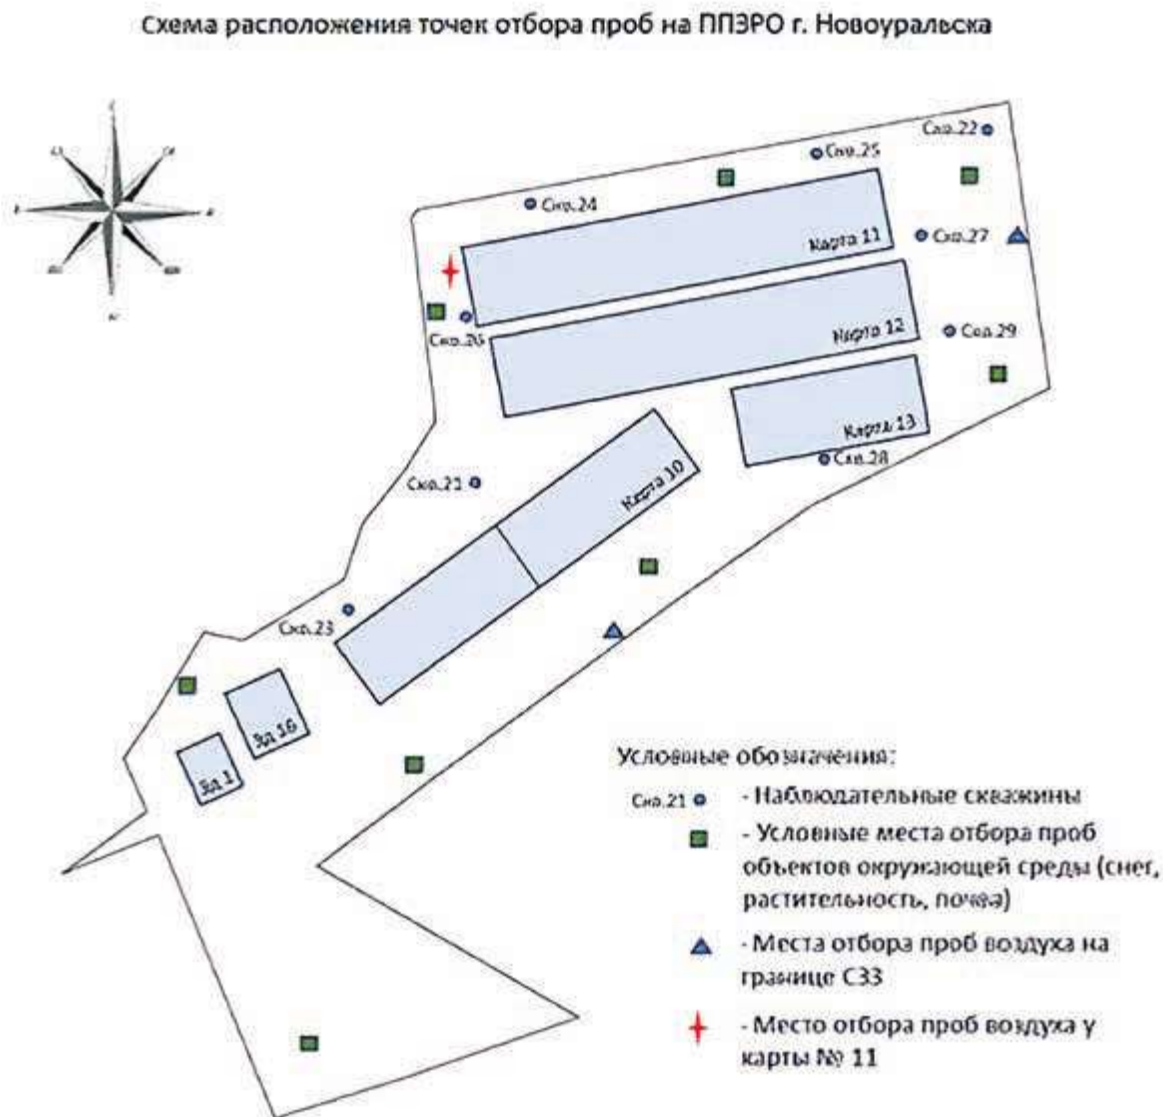 Схема расположения точек отбора проб на ППЗРО г. Новоуральска
С
Скв.22
Скв.25
Скв.24
Карта 11
Скв.27
Скв.26
Карта 12
Скв.29
Карта 13
Скв.28
Скв.21
Карта 10
Скв.23
Зд 16
Зд 1
Условные обозначения:
Скв.21 - Наблюдательные скважины
- Условные места отбора проб
объектов окружающей среды (снег,
растительность, почва)
- Места отбора проб воздуха на
границе СЗЗ
- Место отбора проб воздуха у
карты № 11